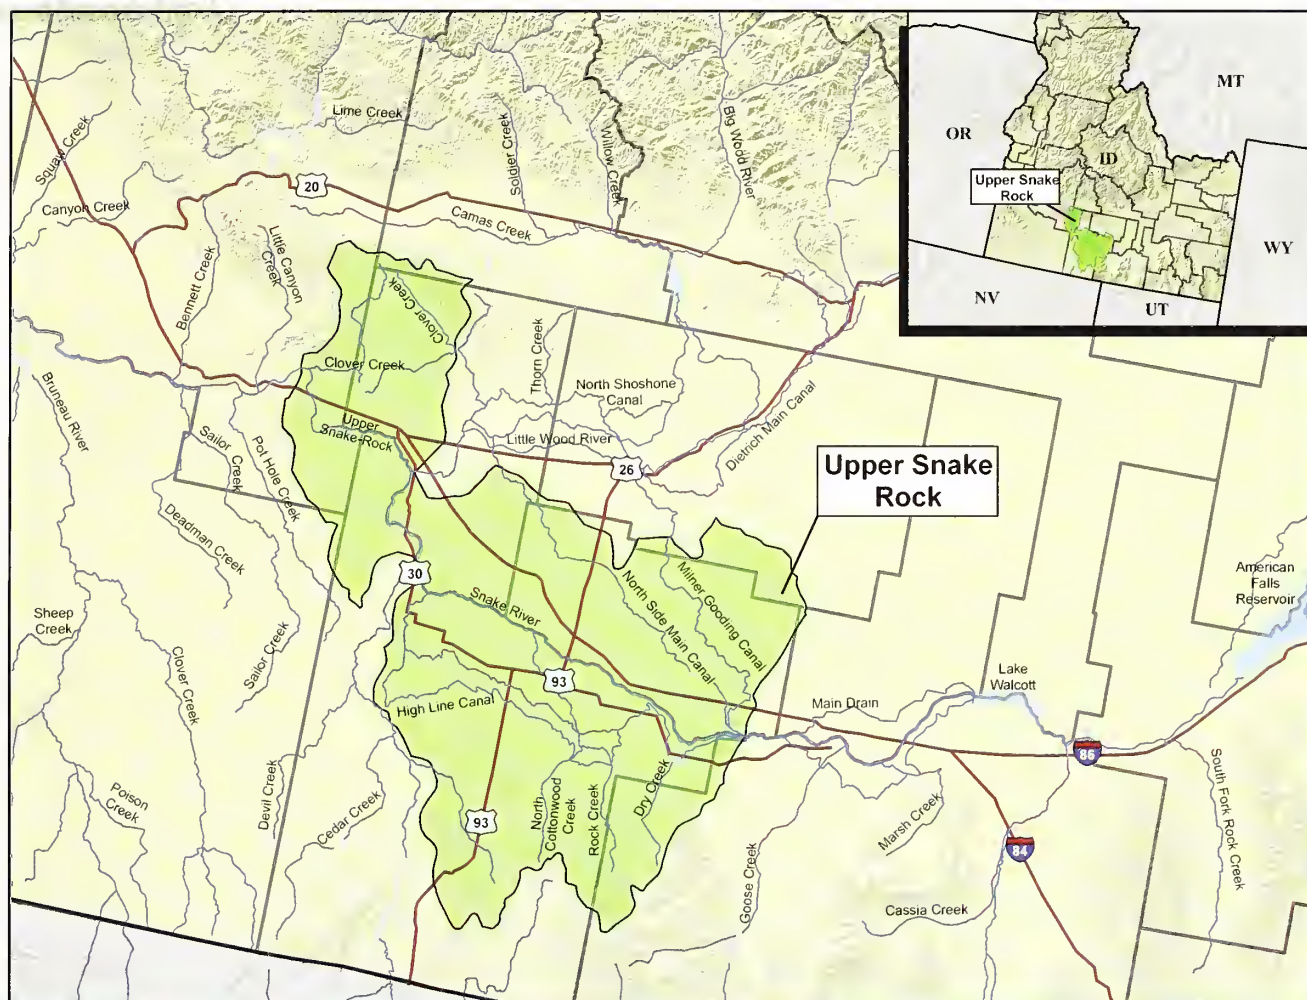 MT
OR
ID
Upper Snake
Rock
WY
NV
UT
Lime Creek
Squaw Creek
Soldier Creek
Willow Creek
Big Wood River
20
Canyon Creek
Camas Creek
Bennett Creek
Little Canyon
Creek
Clover Creek
Clover Creek
Thorn Creek
North Shoshone
Canal
Dietrich Main Canal
Bruneau River
Upper
Snake-Rock
Little Wood River
26
Sailor
Creek
Pot Hole Creek
Upper Snake
Rock
Deadman Creek
30
Snake River
North Side Main Canal
Milner Gooding Canal
American
Falls
Reservoir
Sheep
Creek
Clover Creek
Sailor Creek
93
High Line Canal
Lake
Walcott
Main Drain
86
Poison
Creek
Devil Creek
Cedar Creek
93
North
Cottonwood
Creek
Rock Creek
Dry Creek
Marsh Creek
84
South Fork Rock Creek
Goose Creek
Cassia Creek